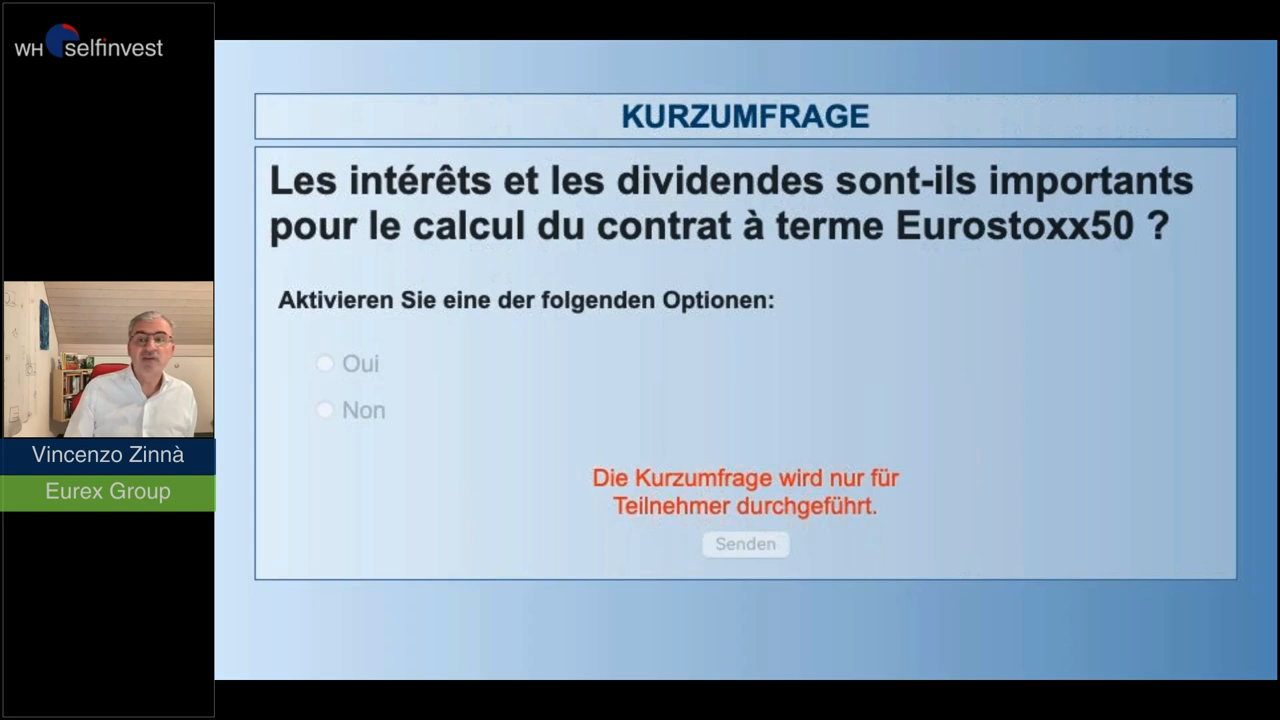 WH selfinvest
KURZUMFRAGE
Les intérêts et les dividendes sont-ils importants
pour le calcul du contrat à terme Eurostoxx50 ?
Aktivieren Sie eine der folgenden Optionen:
Oui
Non
Die Kurzumfrage wird nur für
Teilnehmer durchgeführt.
Senden
Vincenzo Zinnà
Eurex Group